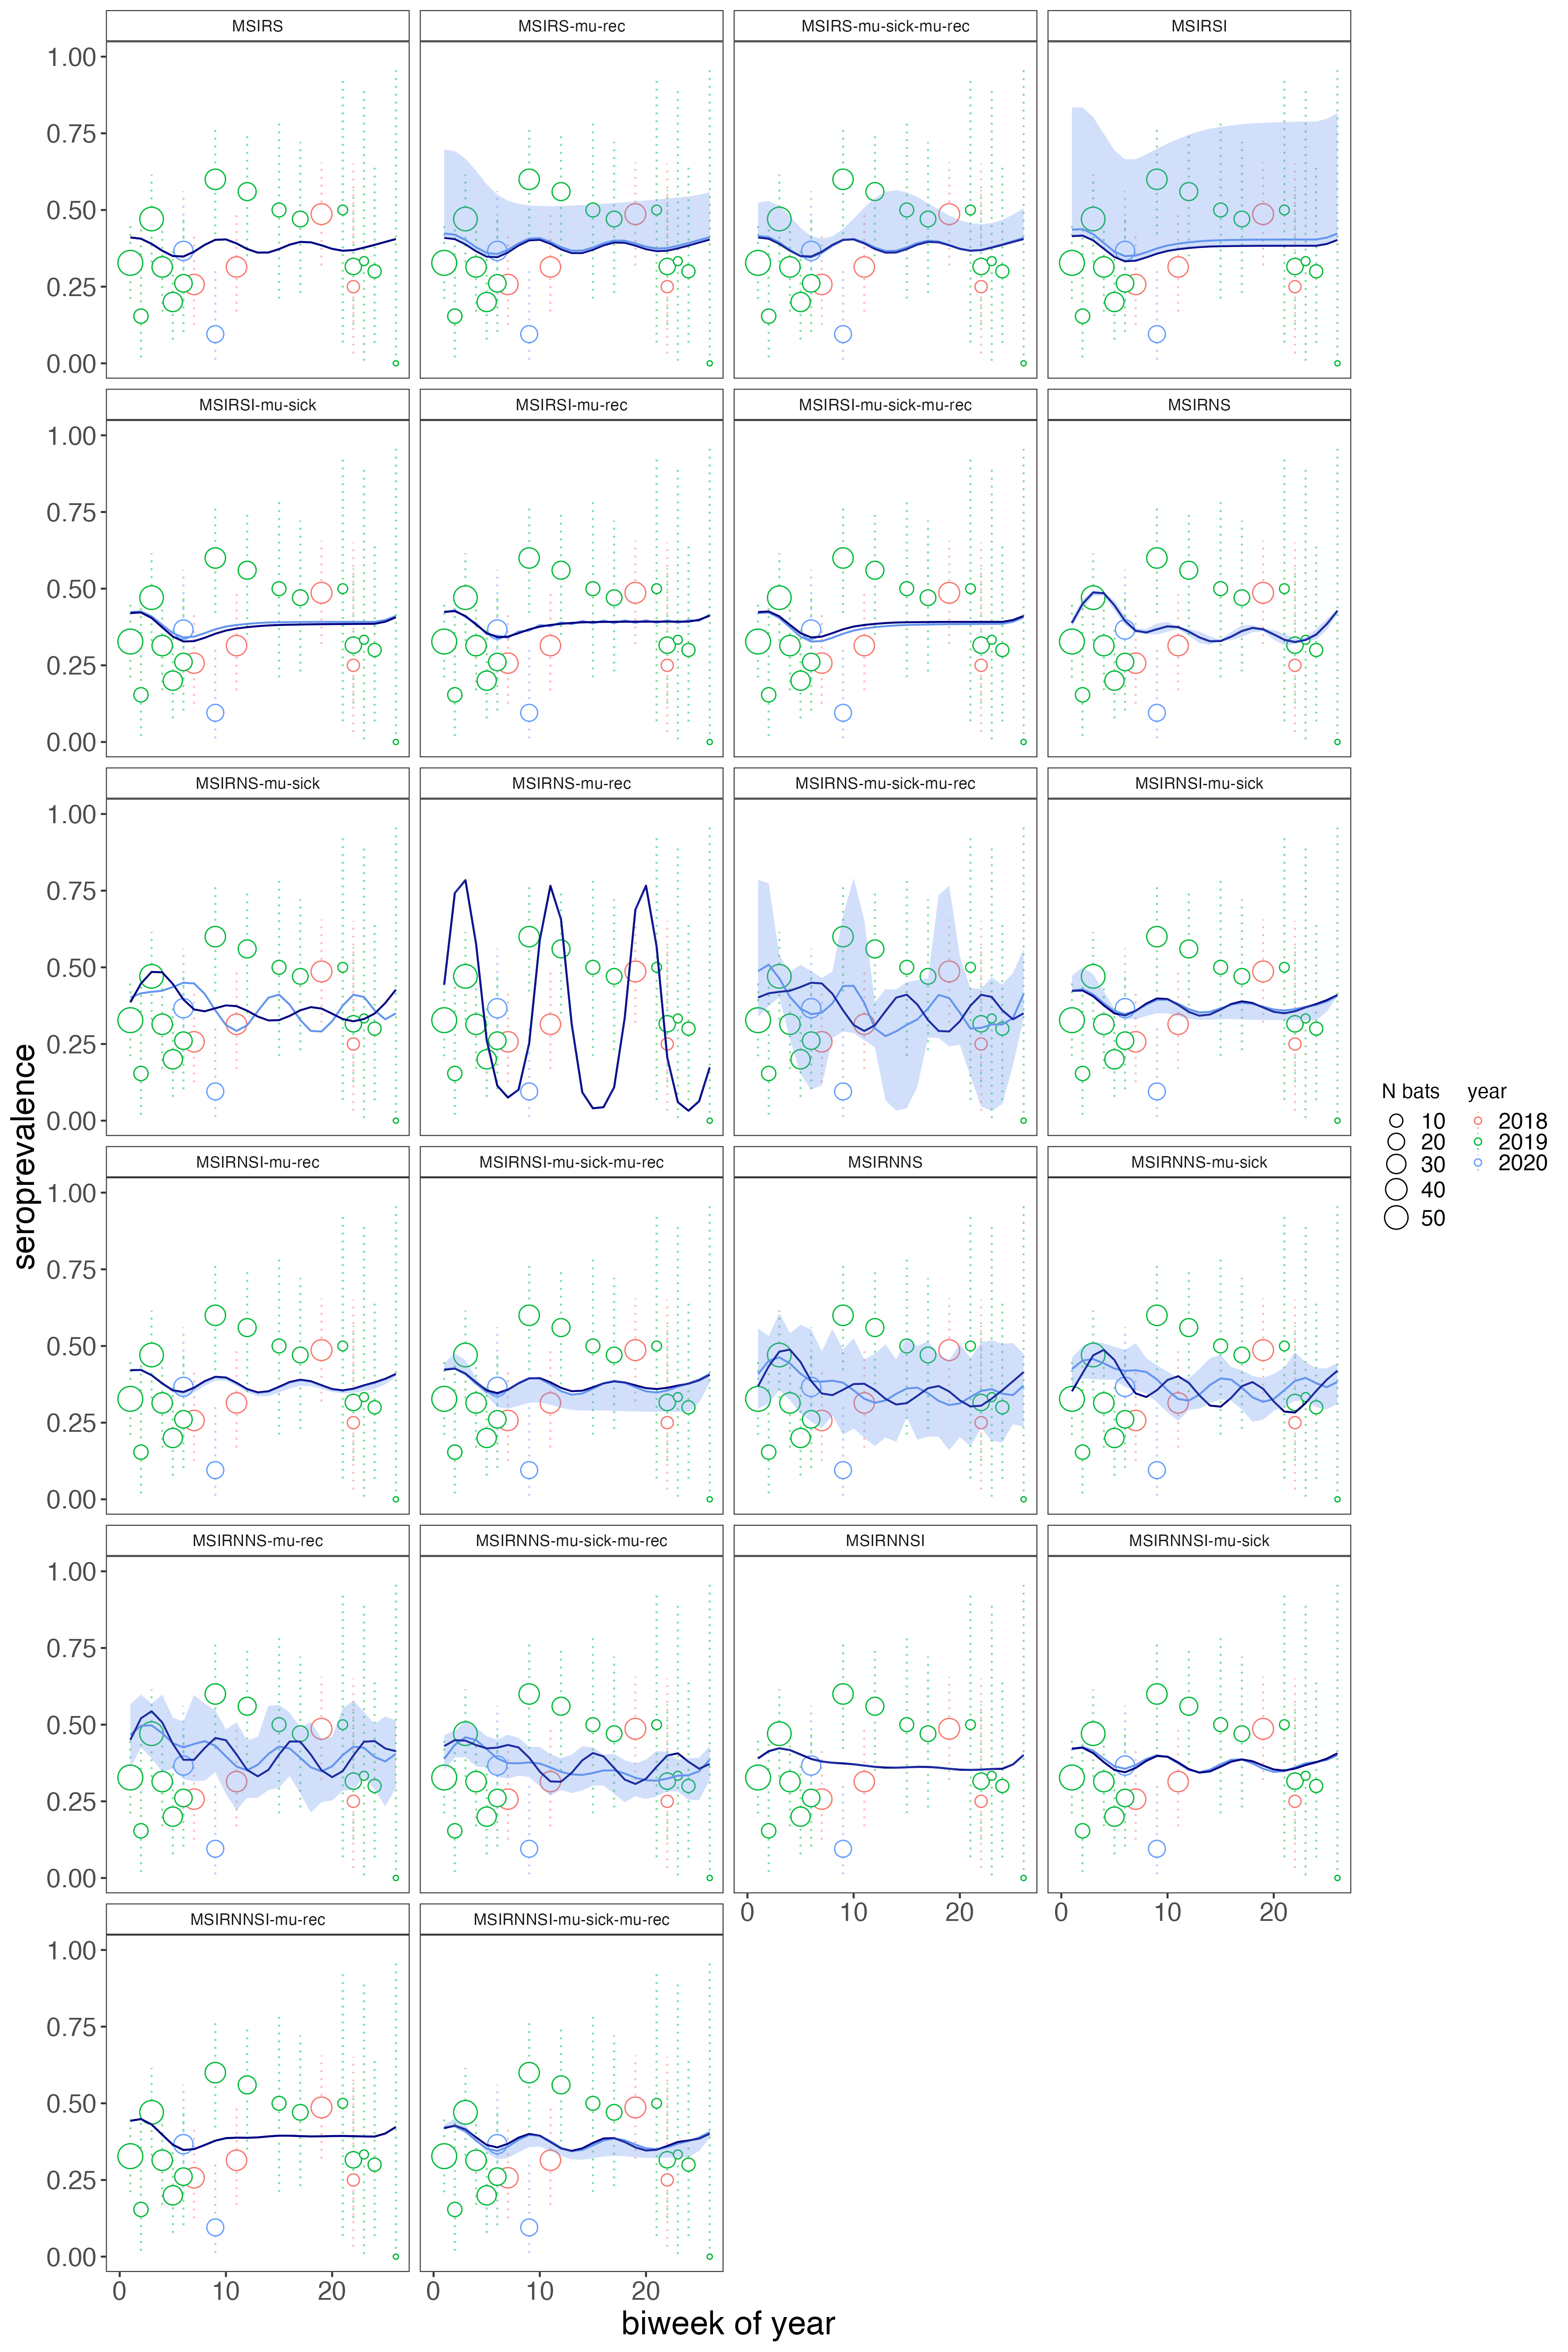 MSIRS
MSIRS-mu-rec
MSIRS-mu-sick-mu-rec
MSIRSI
1.00
0.75
0.50
0.25
0.00
MSIRSI-mu-sick
MSIRSI-mu-rec
MSIRSI-mu-sick-mu-rec
MSIRNS
1.00
0.75
0.50
0.25
0.00
MSIRNS-mu-sick
MSIRNS-mu-rec
MSIRNS-mu-sick-mu-rec
MSIRNSI-mu-sick
1.00
0.75
0.50
0.25
0.00
seroprevalence
MSIRNSI-mu-rec
MSIRNSI-mu-sick-mu-rec
MSIRNNS
MSIRNNS-mu-sick
1.00
0.75
0.50
0.25
0.00
N bats
10
20
30
40
50
year
2018
2019
2020
MSIRNNS-mu-rec
MSIRNNS-mu-sick-mu-rec
MSIRNNSI
MSIRNNSI-mu-sick
1.00
0.75
0.50
0.25
0.00
0 10 20
0 10 20
MSIRNNSI-mu-rec
MSIRNNSI-mu-sick-mu-rec
1.00
0.75
0.50
0.25
0.00
0 10 20
0 10 20
biweek of year